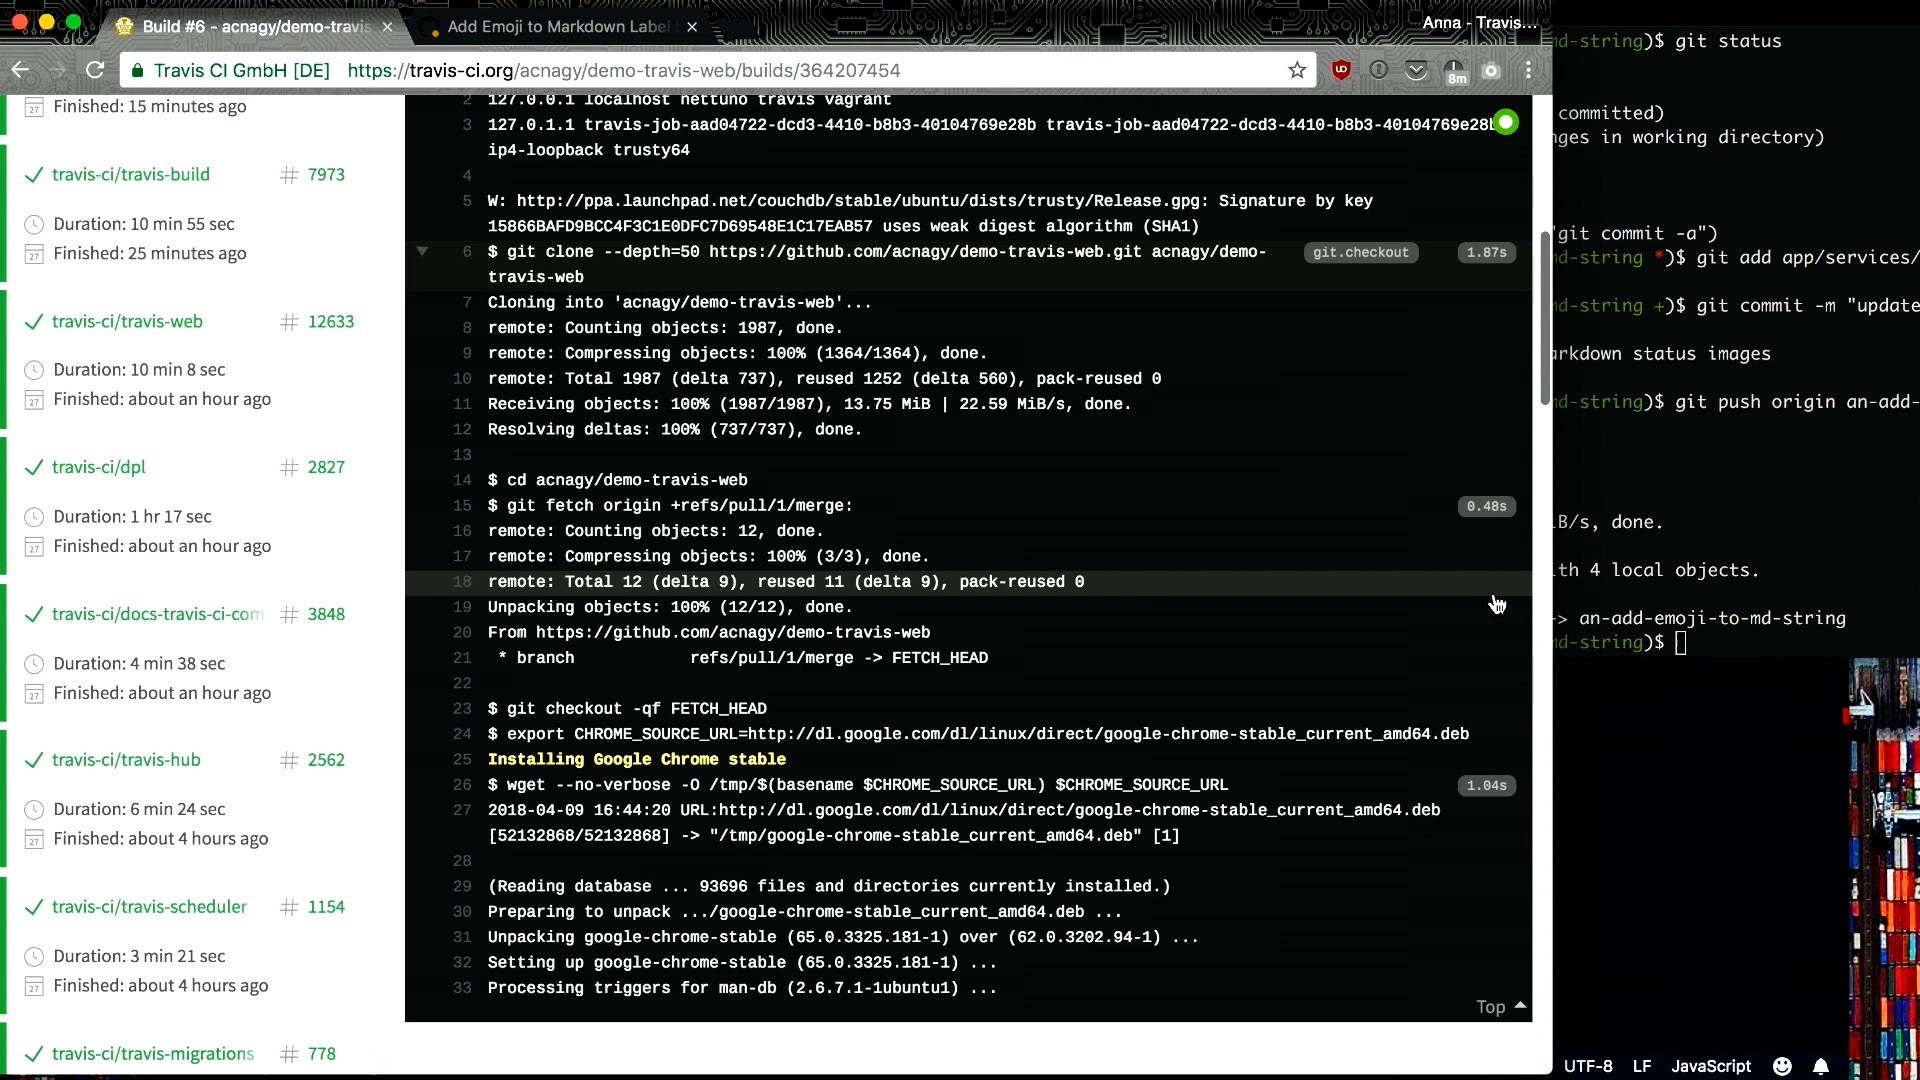 Build #6 - acnagy/demo-travis
Add Emoji to Markdown Label
Anna - Travis...
Travis CI GmbH [DE] https://travis-ci.org/acnagy/demo-travis-web/builds/364207454
8m
Finished: 15 minutes ago
travis-ci/travis-build # 7973
Duration: 10 min 55 sec
Finished: 25 minutes ago
travis-ci/travis-web # 12633
Duration: 10 min 8 sec
Finished: about an hour ago
travis-ci/dpl # 2827
Duration: 1 hr 17 sec
Finished: about an hour ago
travis-ci/docs-travis-ci-com # 3848
Duration: 4 min 38 sec
Finished: about an hour ago
travis-ci/travis-hub # 2562
Duration: 6 min 24 sec
Finished: about 4 hours ago
travis-ci/travis-scheduler # 1154
Duration: 3 min 21 sec
Finished: about 4 hours ago
travis-ci/travis-migrations # 778
2 127.0.0.1 localhost nettuno travis vagrant
3 127.0.1.1 travis-job-aad04722-dcd3-4410-b8b3-40104769e28b travis-job-aad04722-dcd3-4410-b8b3-40104769e28b
ip4-loopback trusty64
4
5 W: http://ppa.launchpad.net/couchdb/stable/ubuntu/dists/trusty/Release.gpg: Signature by key
15866BAFD9BCC4F3C1E0DFC7D69548E1C17EAB57 uses weak digest algorithm (SHA1)
6 $ git clone --depth=50 https://github.com/acnagy/demo-travis-web.git acnagy/demo- git.checkout 1.87s
travis-web
7 Cloning into 'acnagy/demo-travis-web'...
8 remote: Counting objects: 1987, done.
9 remote: Compressing objects: 100% (1364/1364), done.
10 remote: Total 1987 (delta 737), reused 1252 (delta 560), pack-reused 0
11 Receiving objects: 100% (1987/1987), 13.75 MiB | 22.59 MiB/s, done.
12 Resolving deltas: 100% (737/737), done.
13
14 $ cd acnagy/demo-travis-web
15 $ git fetch origin +refs/pull/1/merge: 0.48s
16 remote: Counting objects: 12, done.
17 remote: Compressing objects: 100% (3/3), done.
18 remote: Total 12 (delta 9), reused 11 (delta 9), pack-reused 0
19 Unpacking objects: 100% (12/12), done.
20 From https://github.com/acnagy/demo-travis-web
21 * branch refs/pull/1/merge -> FETCH_HEAD
22
23 $ git checkout -qf FETCH_HEAD
24 $ export CHROME_SOURCE_URL=http://dl.google.com/dl/linux/direct/google-chrome-stable_current_amd64.deb
25 Installing Google Chrome stable
26 $ wget --no-verbose -O /tmp/$(basename $CHROME_SOURCE_URL) $CHROME_SOURCE_URL 1.04s
27 2018-04-09 16:44:20 URL:http://dl.google.com/dl/linux/direct/google-chrome-stable_current_amd64.deb
[52132868/52132868] -> "/tmp/google-chrome-stable_current_amd64.deb" [1]
28
29 (Reading database ... 93696 files and directories currently installed.)
30 Preparing to unpack .../google-chrome-stable_current_amd64.deb ...
31 Unpacking google-chrome-stable (65.0.3325.181-1) over (62.0.3202.94-1) ...
32 Setting up google-chrome-stable (65.0.3325.181-1) ...
33 Processing triggers for man-db (2.6.7.1-1ubuntu1) ...
Top
md-string)$ git status
committed)
nges in working directory)
"git commit -a")
md-string *)$ git add app/services/
md-string +)$ git commit -m "update
arkdown status images
md-string)$ git push origin an-add-
iB/s, done.
ith 4 local objects.
-> an-add-emoji-to-md-string
md-string)$
UTF-8 LF JavaScript